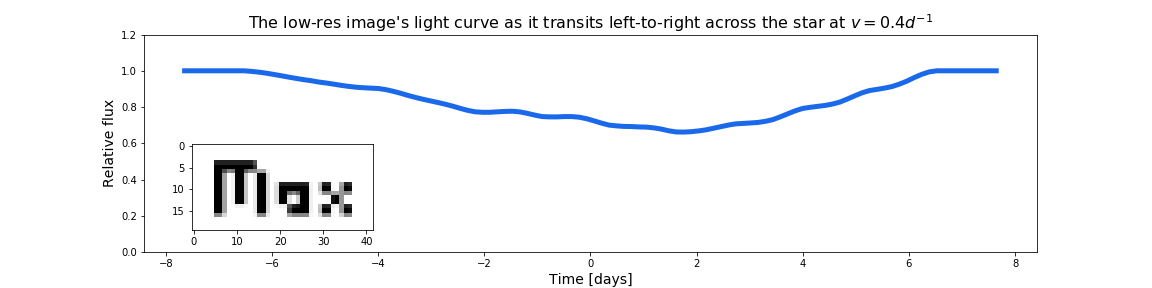 The low-res image's light curve as it transits left-to-right across the star at v = 0.4d⁻¹
1.2
1.0
0.8
0.6
0.4
0.2
0.0
Relative flux
0
5
10
15
Max
0 10 20 30 40
−8 −6 −4 −2 0 2 4 6 8
Time [days]